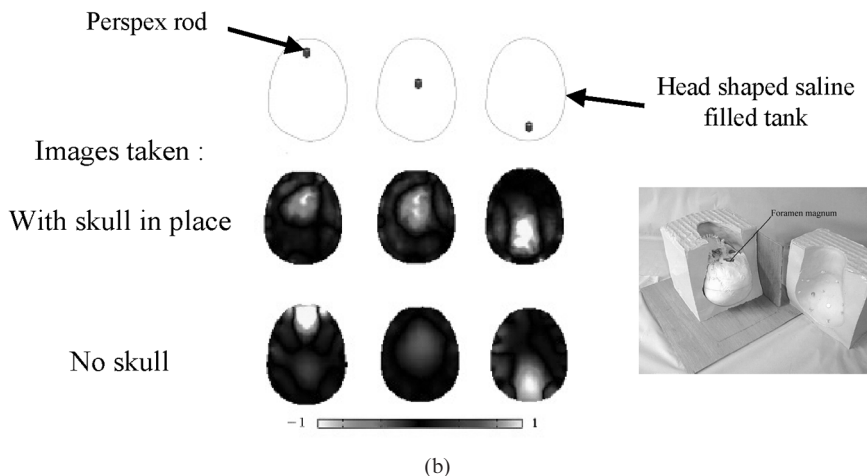 Perspex rod
Head shaped saline
filled tank
Images taken :
With skull in place
Foramen magnum
No skull
−1
1
(b)